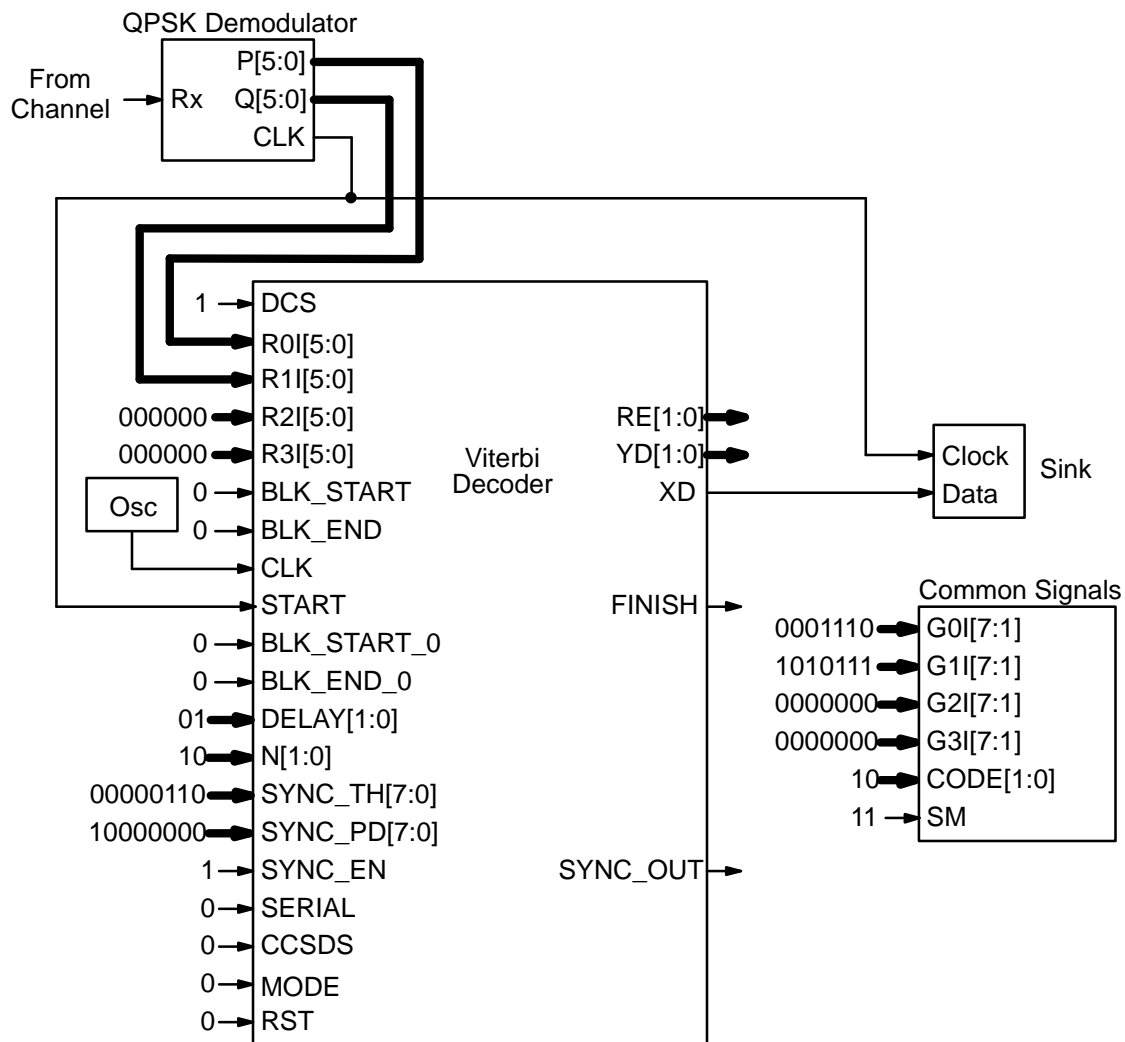 QPSK Demodulator
P[5:0]
From
Channel
Rx
Q[5:0]
CLK
1
DCS
R0I[5:0]
R1I[5:0]
000000
R2I[5:0]
000000
R3I[5:0]
0
BLK_START
Osc
0
BLK_END
CLK
START
0
BLK_START_0
0
BLK_END_0
01
DELAY[1:0]
10
N[1:0]
00000110
SYNC_TH[7:0]
10000000
SYNC_PD[7:0]
1
SYNC_EN
0
SERIAL
0
CCSDS
0
MODE
0
RST
Viterbi
Decoder
RE[1:0]
YD[1:0]
XD
FINISH
SYNC_OUT
Clock
Data
Sink
Common Signals
0001110
G0I[7:1]
1010111
G1I[7:1]
0000000
G2I[7:1]
0000000
G3I[7:1]
10
CODE[1:0]
11
SM